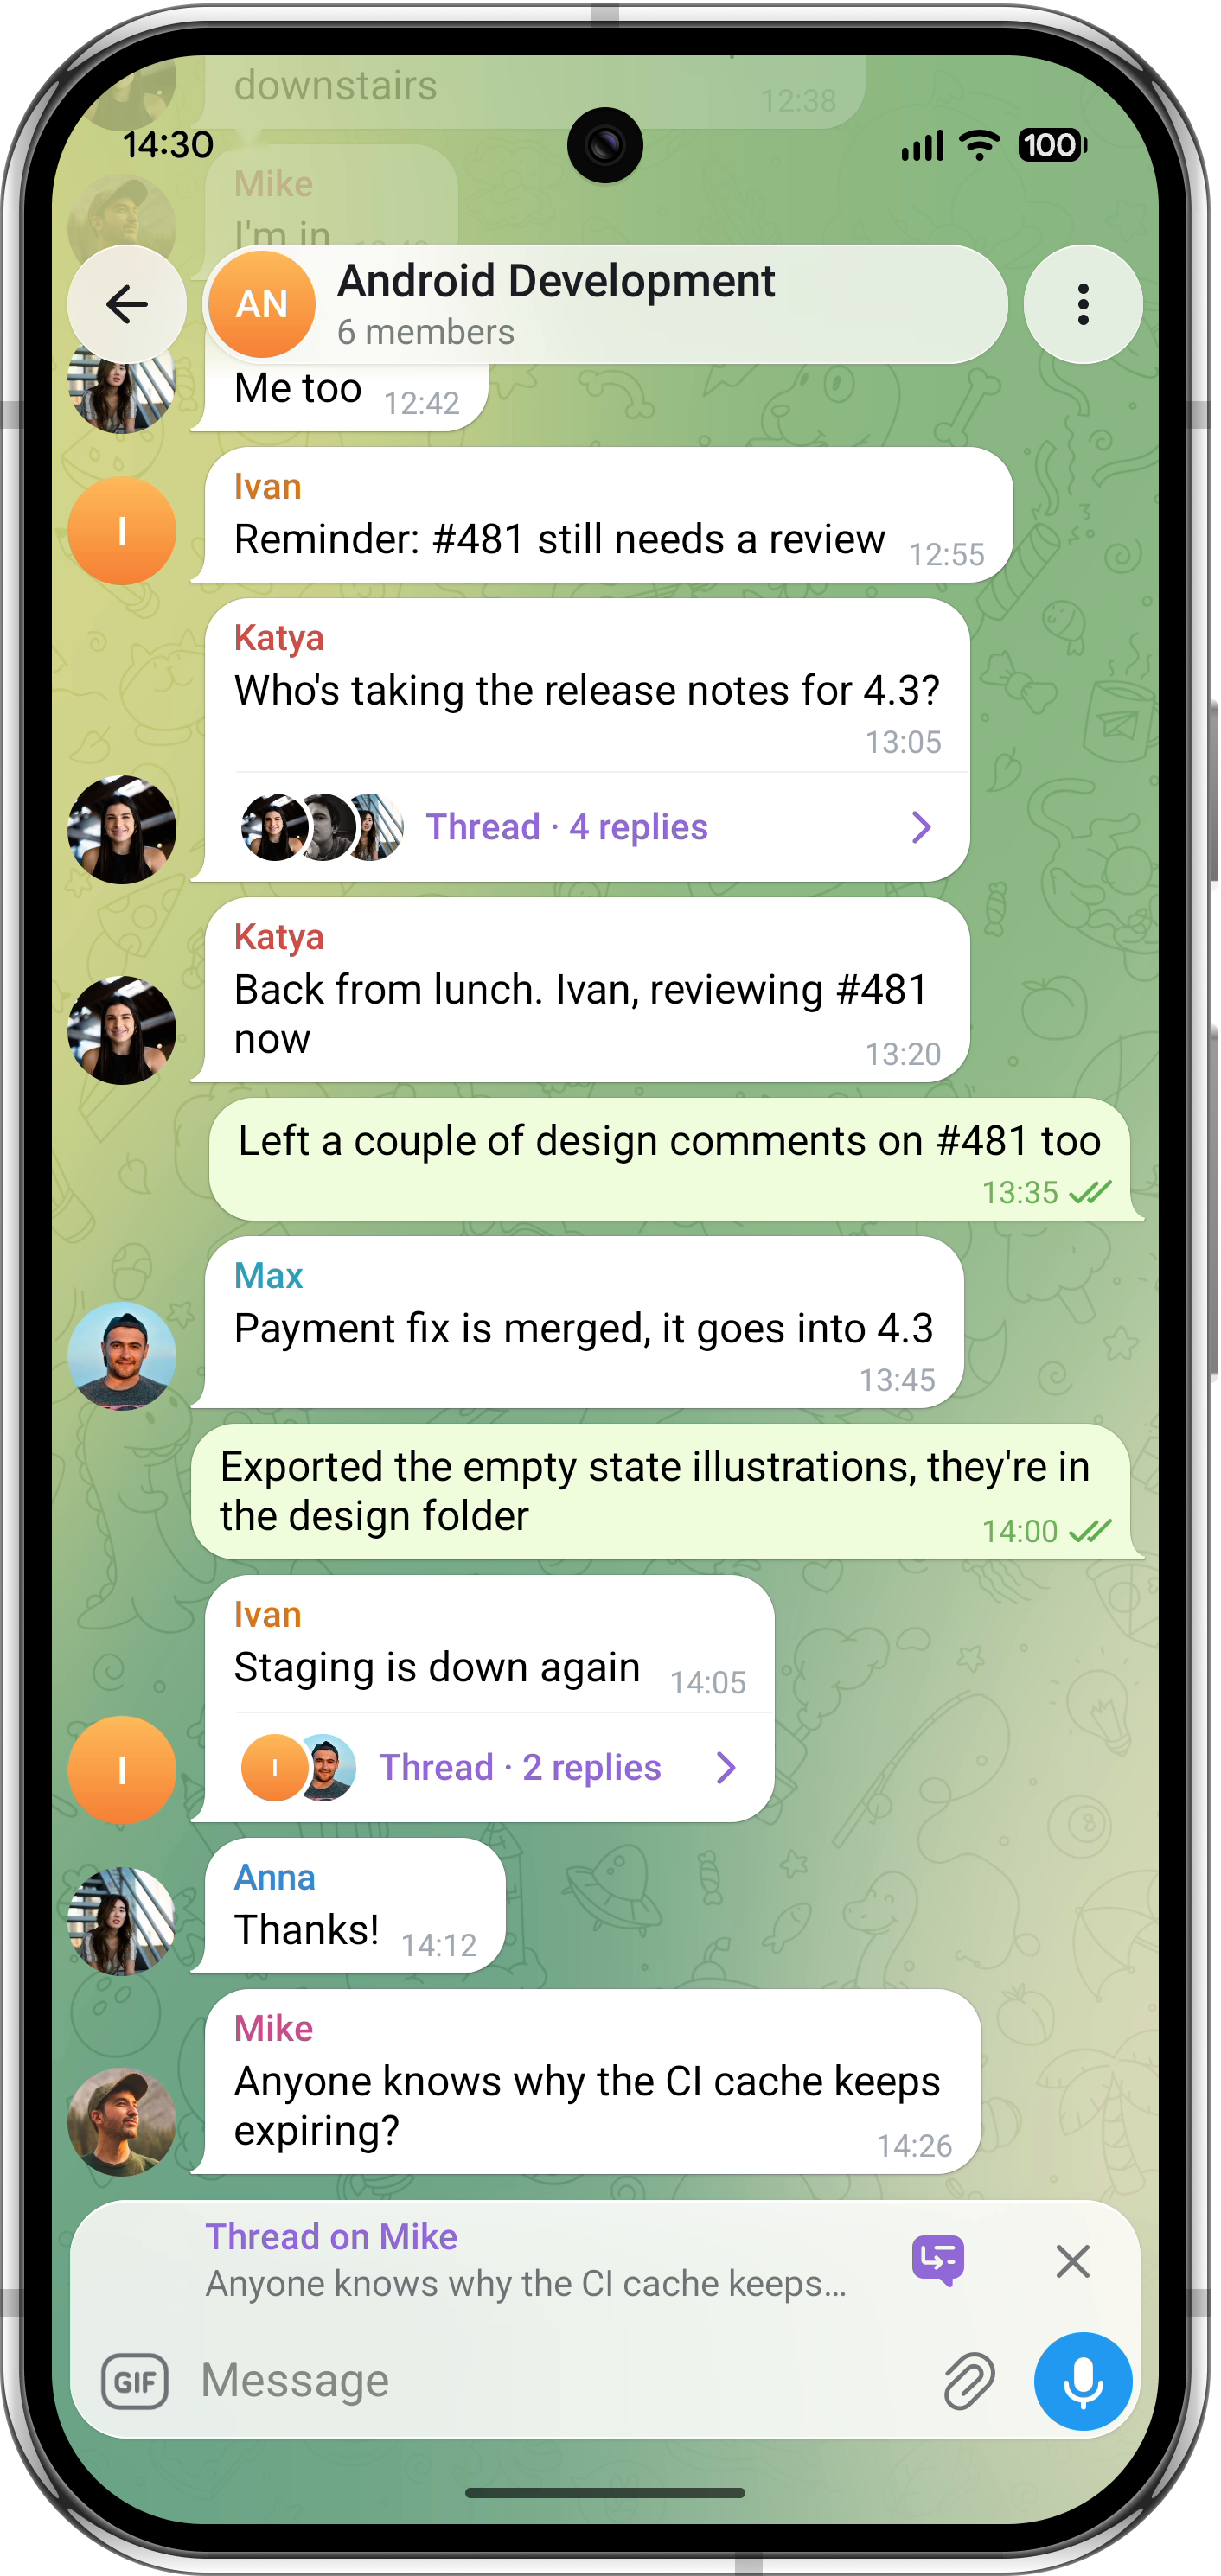 downstairs
12:38
14:30
100
Mike
I'm in
AN
Android Development
6 members
Me too 12:42
Ivan
I
Reminder: #481 still needs a review 12:55
Katya
Who's taking the release notes for 4.3?
13:05
Thread · 4 replies
Katya
Back from lunch. Ivan, reviewing #481
now 13:20
Left a couple of design comments on #481 too
13:35
Max
Payment fix is merged, it goes into 4.3
13:45
Exported the empty state illustrations, they're in
the design folder 14:00
Ivan
Staging is down again 14:05
I
I Thread · 2 replies
Anna
Thanks! 14:12
Mike
Anyone knows why the CI cache keeps
expiring? 14:26
Thread on Mike
Anyone knows why the CI cache keeps...
GIF Message